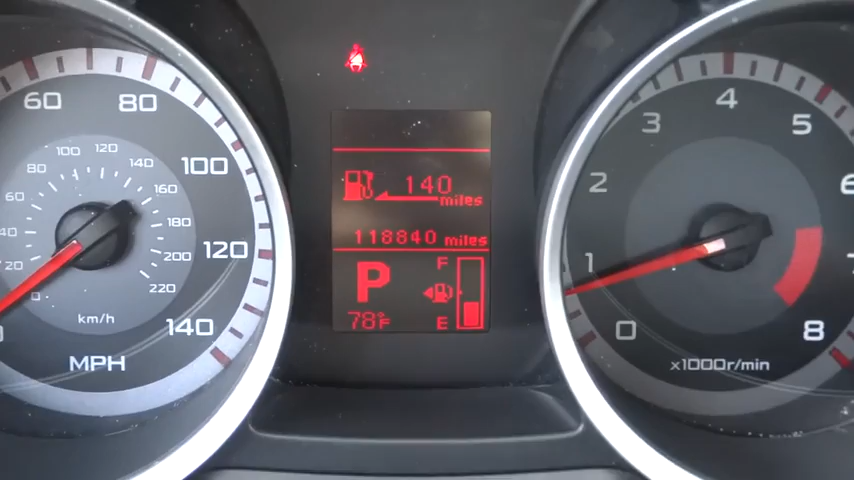 60 80 100 120 140
MPH
20 40 60 80 100 120 140 160 180 200 220
0
km/h
140
miles
118840 miles
P
F
E
78°F
0 1 2 3 4 5 6 8
x1000r/min